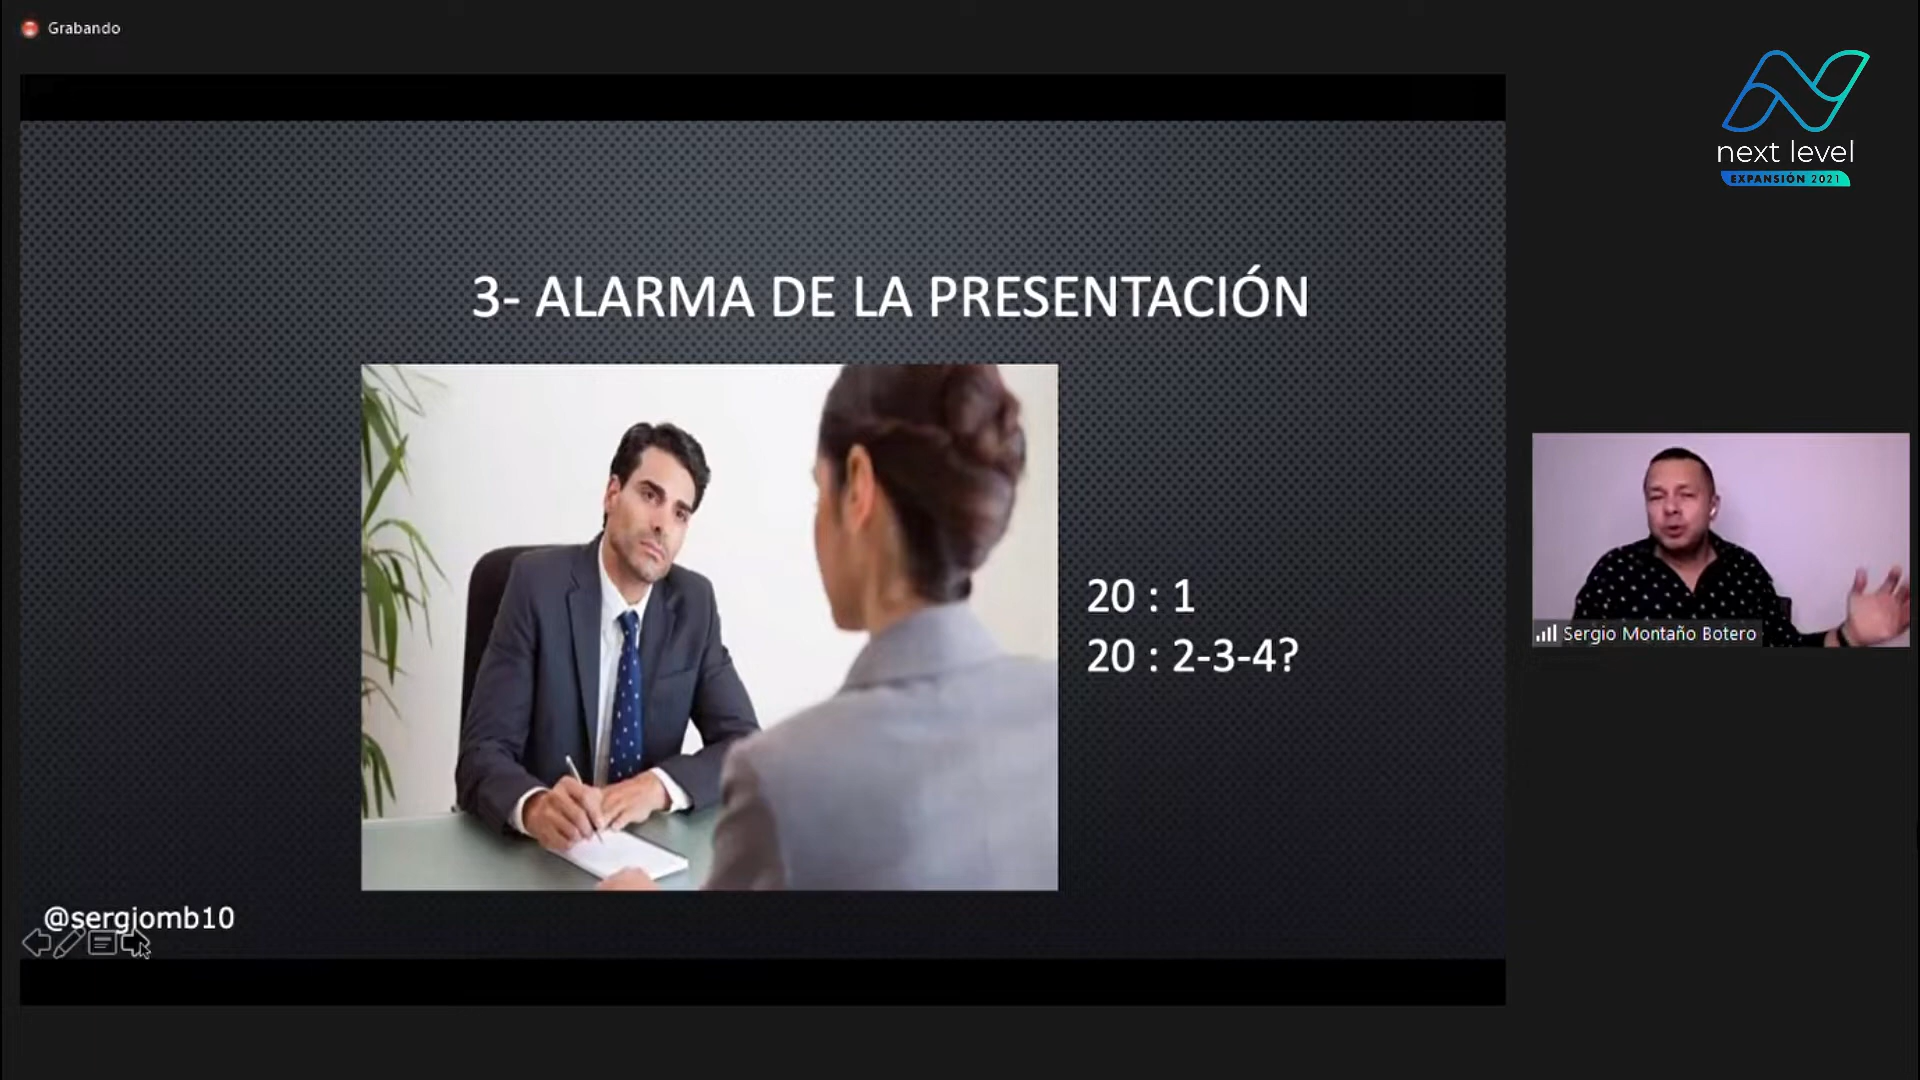 Grabando
next level
EXPANSIÓN 2021
3- ALARMA DE LA PRESENTACIÓN
20 : 1
20 : 2-3-4?
Sergio Montaño Botero
@sergjomb10